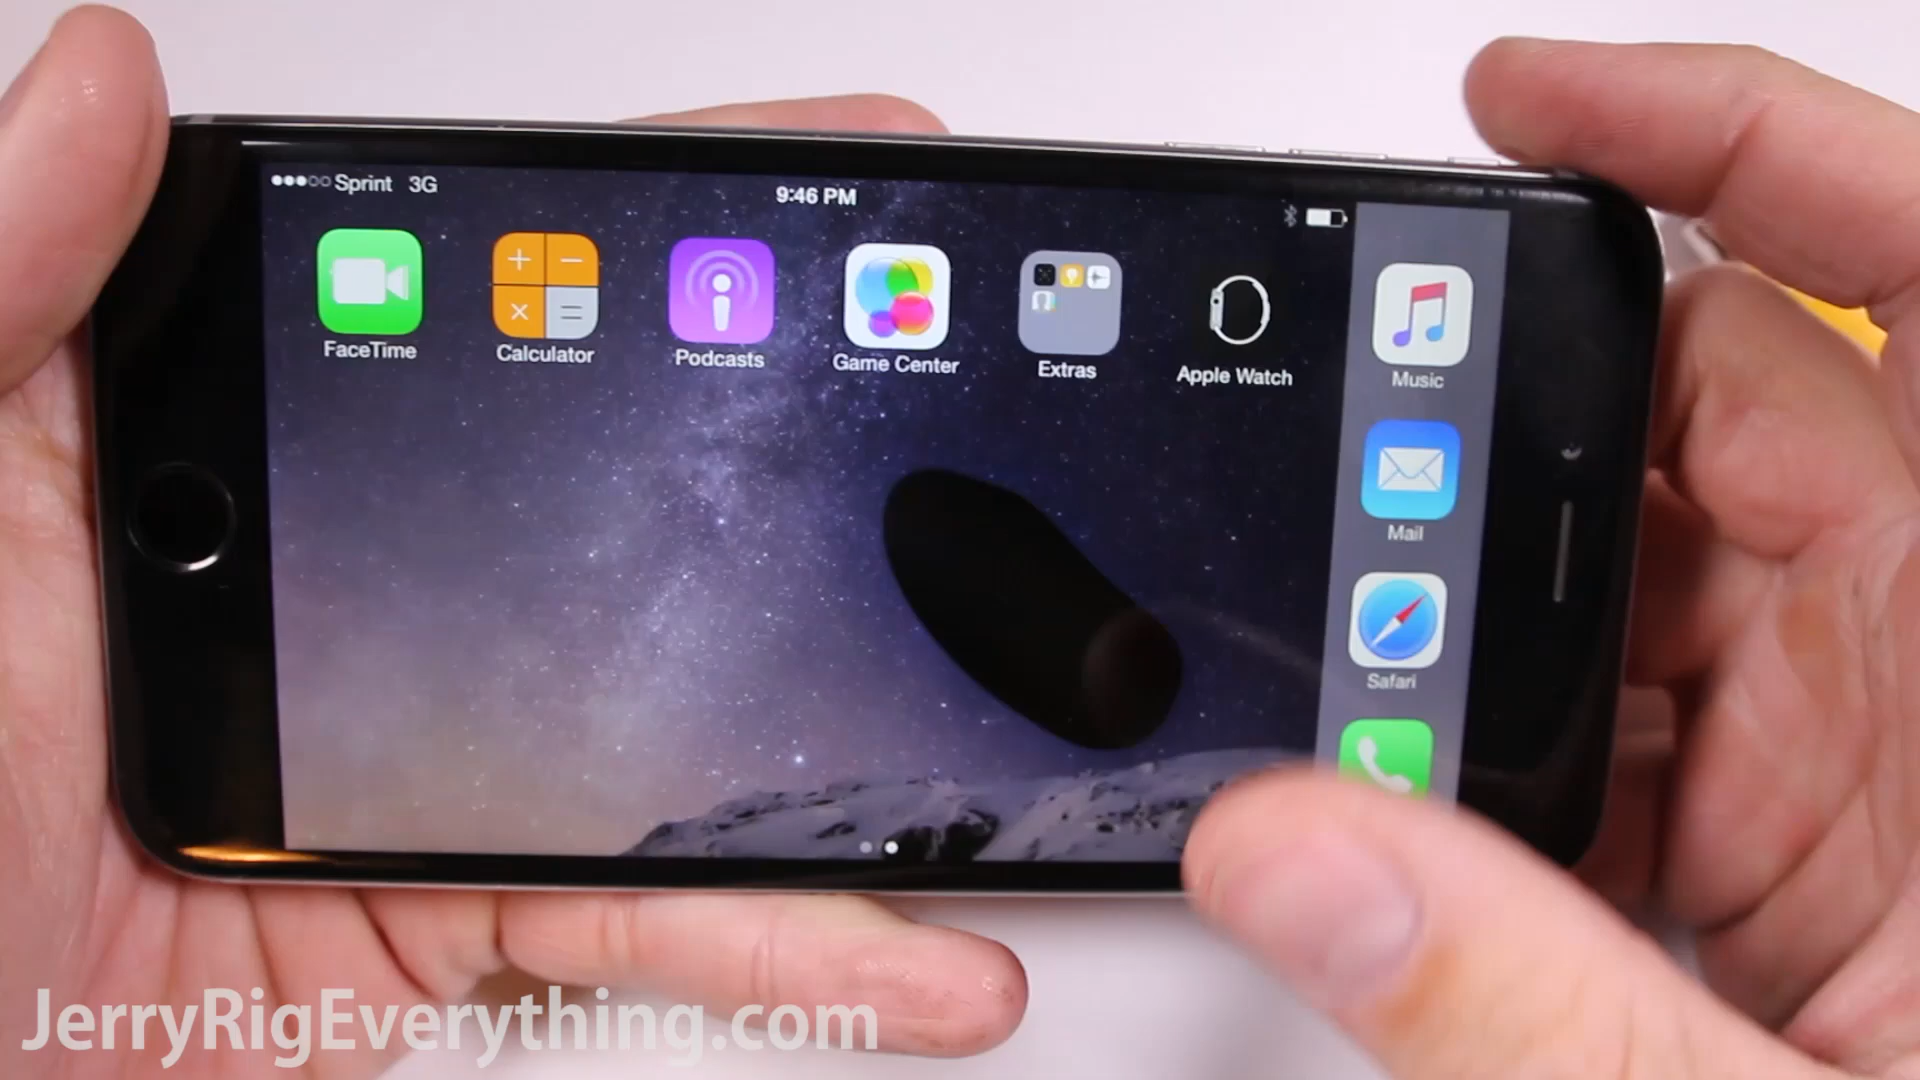 ●●●○○ Sprint 3G
9:46 PM
FaceTime
Calculator
Podcasts
Game Center
Extras
Apple Watch
Music
Mail
Safari
JerryRigEverything.com